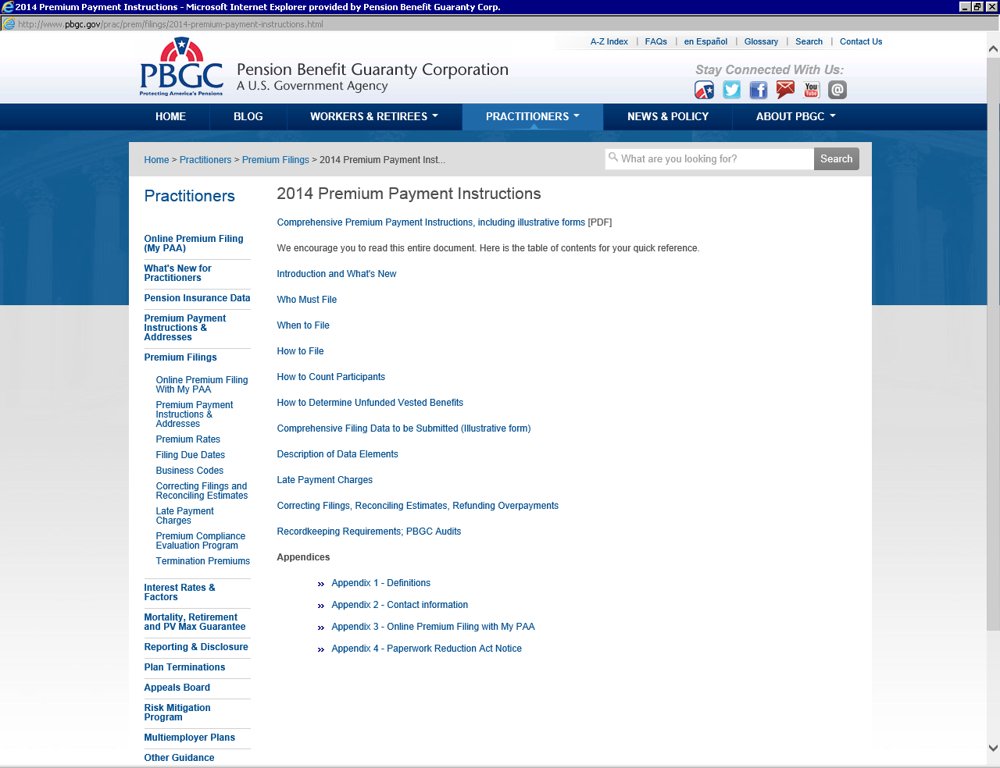 2014 Premium Payment Instructions - Microsoft Internet Explorer provided by Pension Benefit Guaranty Corp.
http://www.pbgc.gov/prac/prem/filings/2014-premium-payment-instructions.html
A-Z Index | FAQs | en Español | Glossary | Search | Contact Us
PBGC
Protecting America's Pensions
Pension Benefit Guaranty Corporation
A U.S. Government Agency
Stay Connected With Us:
You
Tube
@
HOME BLOG WORKERS & RETIREES PRACTITIONERS NEWS & POLICY ABOUT PBGC
Home > Practitioners > Premium Filings > 2014 Premium Payment Inst...
What are you looking for? Search
Practitioners
Online Premium Filing
(My PAA)
What's New for
Practitioners
Pension Insurance Data
Premium Payment
Instructions &
Addresses
Premium Filings
Online Premium Filing
With My PAA
Premium Payment
Instructions &
Addresses
Premium Rates
Filing Due Dates
Business Codes
Correcting Filings and
Reconciling Estimates
Late Payment
Charges
Premium Compliance
Evaluation Program
Termination Premiums
Interest Rates &
Factors
Mortality, Retirement
and PV Max Guarantee
Reporting & Disclosure
Plan Terminations
Appeals Board
Risk Mitigation
Program
Multiemployer Plans
Other Guidance
2014 Premium Payment Instructions
Comprehensive Premium Payment Instructions, including illustrative forms [PDF]
We encourage you to read this entire document. Here is the table of contents for your quick reference.
Introduction and What's New
Who Must File
When to File
How to File
How to Count Participants
How to Determine Unfunded Vested Benefits
Comprehensive Filing Data to be Submitted (Illustrative form)
Description of Data Elements
Late Payment Charges
Correcting Filings, Reconciling Estimates, Refunding Overpayments
Recordkeeping Requirements; PBGC Audits
Appendices
» Appendix 1 - Definitions
» Appendix 2 - Contact information
» Appendix 3 - Online Premium Filing with My PAA
» Appendix 4 - Paperwork Reduction Act Notice